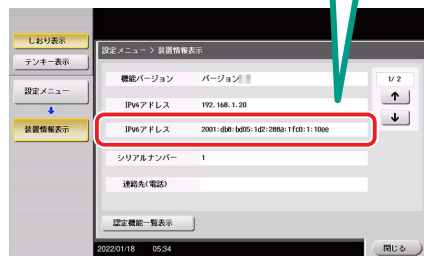 しおり表示
テンキー表示
設定メニュー
装置情報表示
設定メニュー > 装置情報表示
機能バージョン バージョン
1/ 2
IPv4アドレス 192.168.1.20
IPv6アドレス 2001:db8:bd05:1d2:288a:1fc0:1:10ee
シリアルナンバー 1
連絡先(電話)
認定機能一覧表示
2022/01/18 05:34
閉じる